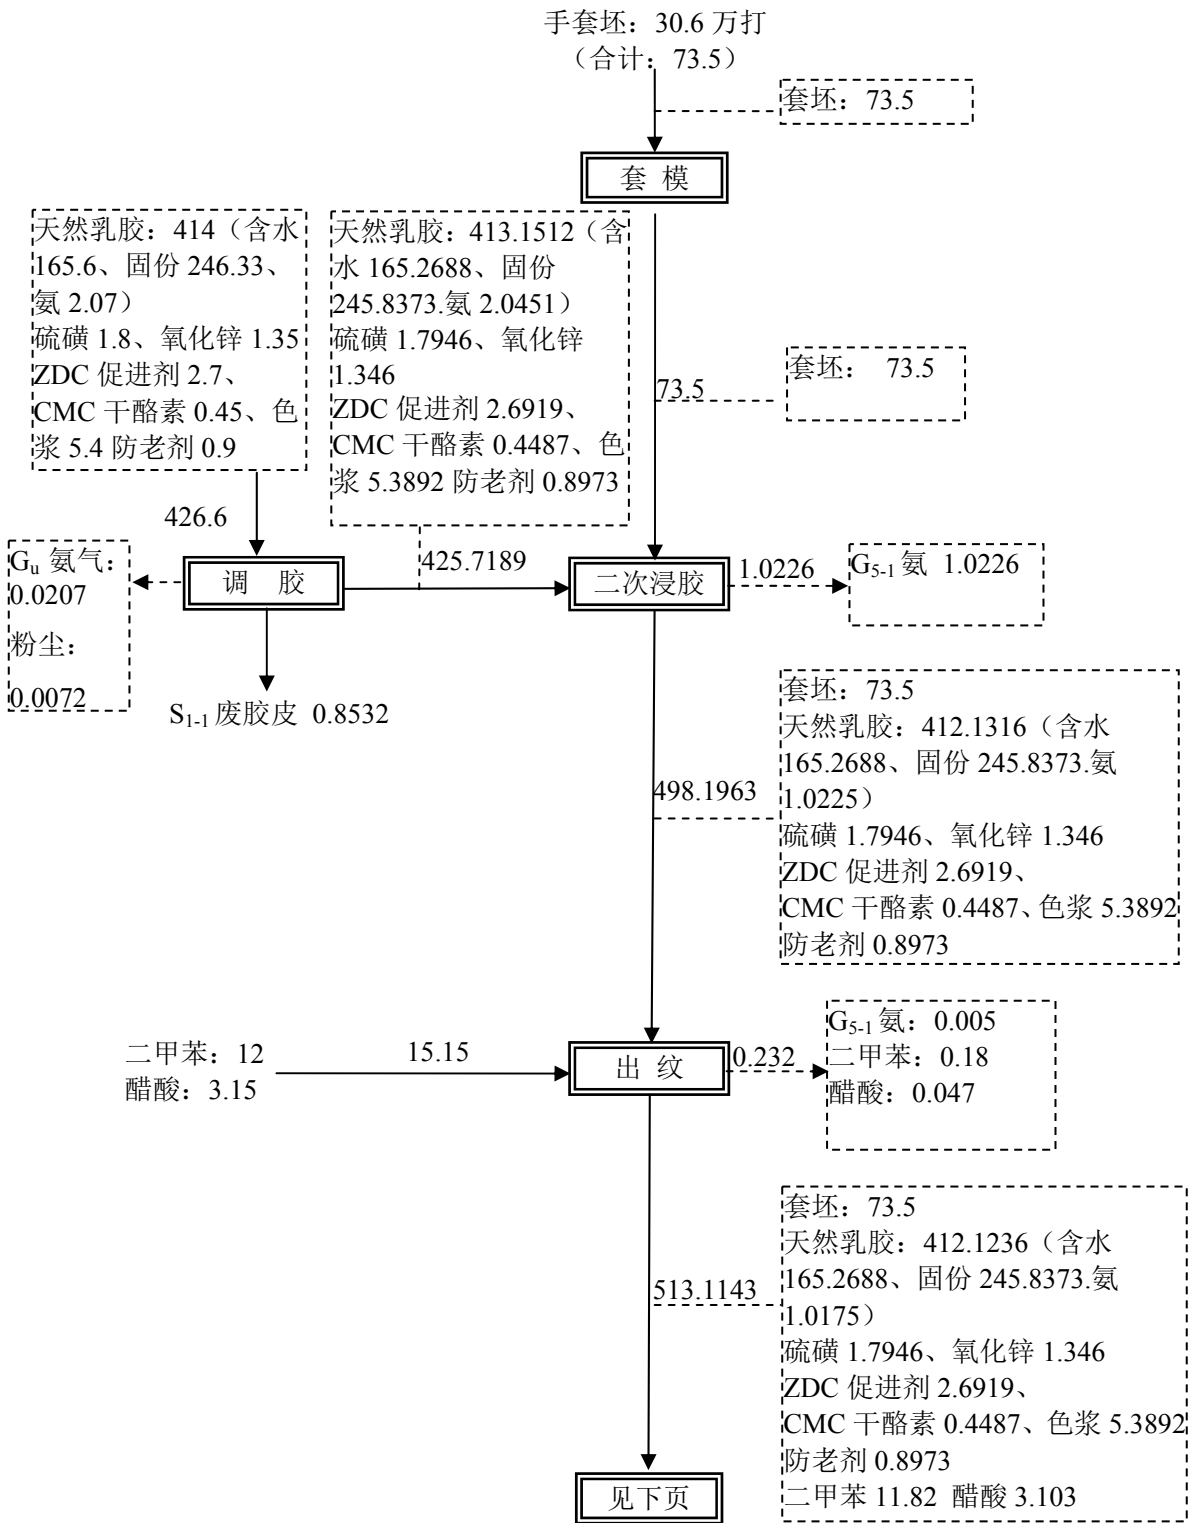 手套坯：30.6 万打
（合计：73.5）
套坯：73.5
套 模
天然乳胶：414（含水
165.6、固份 246.33、
氨 2.07）
硫磺 1.8、氧化锌 1.35
ZDC 促进剂 2.7、
CMC 干酪素 0.45、色
浆 5.4 防老剂 0.9
天然乳胶：413.1512（含
水 165.2688、固份
245.8373.氨 2.0451）
硫磺 1.7946、氧化锌
1.346
ZDC 促进剂 2.6919、
CMC 干酪素 0.4487、色
浆 5.3892 防老剂 0.8973
套坯： 73.5
73.5
426.6
Gu 氨气：
0.0207
粉尘：
0.0072
调 胶
425.7189
二次浸胶
1.0226
G5-1 氨 1.0226
S1-1 废胶皮 0.8532
套坯：73.5
天然乳胶：412.1316（含水
165.2688、固份 245.8373.氨
1.0225）
硫磺 1.7946、氧化锌 1.346
ZDC 促进剂 2.6919、
CMC 干酪素 0.4487、色浆 5.3892
防老剂 0.8973
498.1963
二甲苯：12
醋酸：3.15
15.15
出 纹
0.232
G5-1 氨：0.005
二甲苯：0.18
醋酸：0.047
套坯：73.5
天然乳胶：412.1236（含水
165.2688、固份 245.8373.氨
1.0175）
硫磺 1.7946、氧化锌 1.346
ZDC 促进剂 2.6919、
CMC 干酪素 0.4487、色浆 5.3892
防老剂 0.8973
二甲苯 11.82 醋酸 3.103
513.1143
见下页